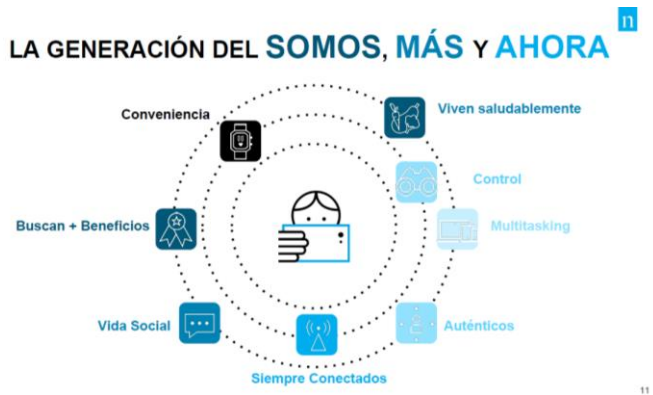 n
LA GENERACIÓN DEL SOMOS, MÁS Y AHORA
Conveniencia
Viven saludablemente
Control
Buscan + Beneficios
Multitasking
Vida Social
Auténticos
Siempre Conectados
11